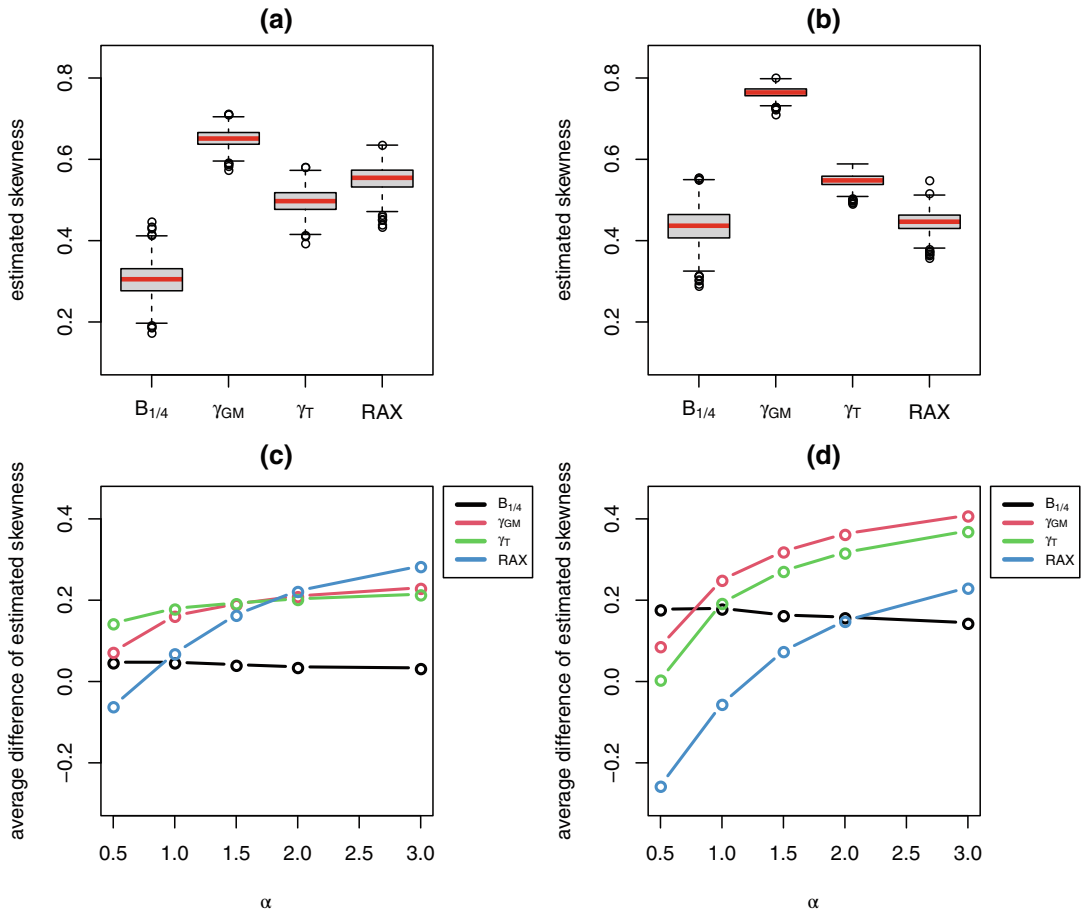 (a)
estimated skewness
0.2 0.4 0.6 0.8
B1/4 γGM γT RAX
(b)
estimated skewness
0.2 0.4 0.6 0.8
B1/4 γGM γT RAX
(c)
average difference of estimated skewness
−0.2 0.0 0.2 0.4
0.5 1.0 1.5 2.0 3.0
α
B1/4
γGM
γT
RAX
(d)
average difference of estimated skewness
−0.2 0.0 0.2 0.4
0.5 1.0 1.5 2.0 3.0
α
B1/4
γGM
γT
RAX